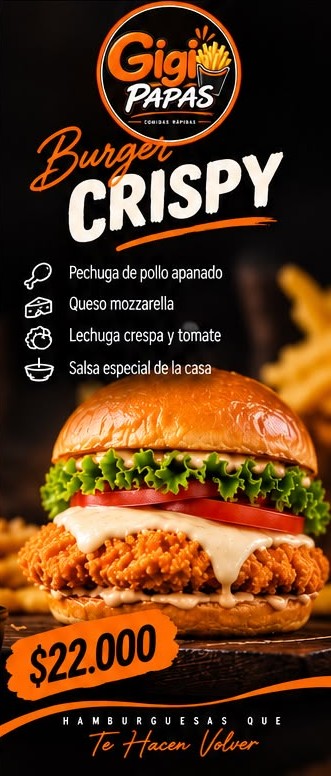 Gigi
PAPAS
COMIDAS RÁPIDAS
Burger
CRISPY
Pechuga de pollo apanado
Queso mozzarella
Lechuga crespa y tomate
Salsa especial de la casa
$22.000
HAMBURGUESAS QUE
Te Hacen Volver